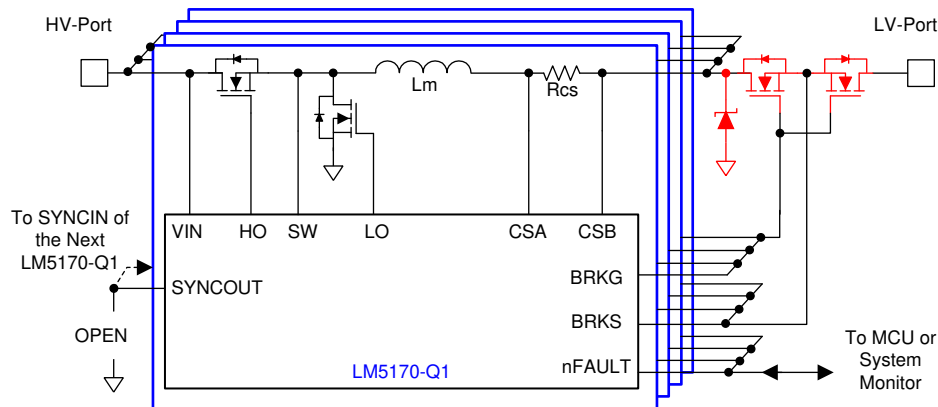 HV-Port
LV-Port
Lm
Rcs
To SYNCIN of
the Next
LM5170-Q1
VIN
HO
SW
LO
CSA
CSB
BRKG
SYNCOUT
BRKS
OPEN
nFAULT
LM5170-Q1
To MCU or
System
Monitor